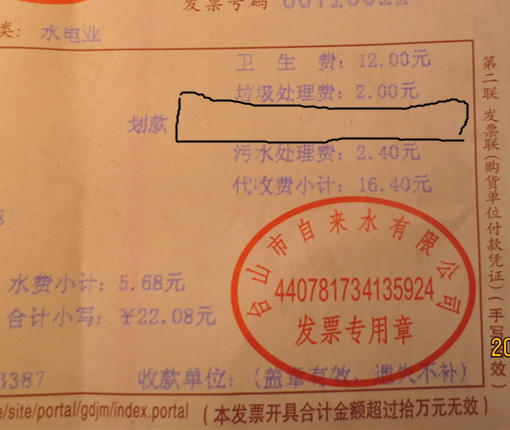 发票号码
类：水电业
卫 生 费：12.00元
垃圾处理费：2.00元
划款
污水处理费：2.40元
代收费小计：16.40元
水费小计：5.68元
合计小写：￥22.08元
台山市自来水有限公司
440781734135924
发票专用章
3387
收款单位：（盖章有效，遗失不补）
e/site/portal/gdjm/index.portal（本发票开具合计金额超过拾万元无效）
第二联 发票联(购货单位付款凭证)(手写无效)
20